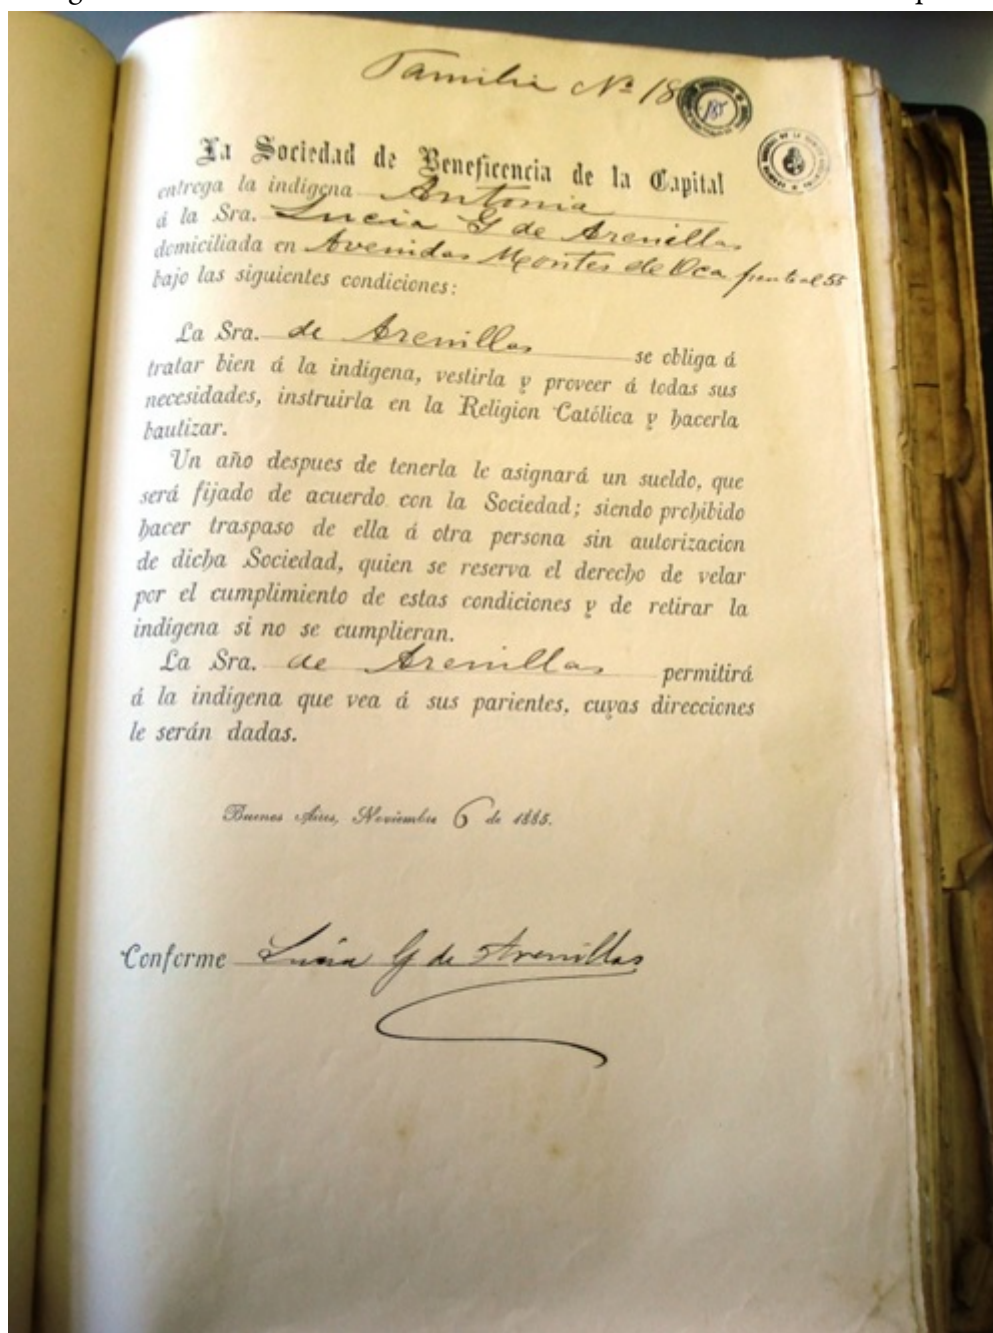 Familia Nº 18
185
La Sociedad de Beneficencia de la Capital
entrega la indígena Antonia
á la Sra. Lucia G de Arenillas
domiciliada en Avenidas Montes de Oca frente al 55
bajo las siguientes condiciones:
La Sra. de Arenillas se obliga á
tratar bien á la indígena, vestirla y proveer á todas sus
necesidades, instruirla en la Religion Católica y hacerla
bautizar.
Un año despues de tenerla le asignará un sueldo, que
será fijado de acuerdo con la Sociedad; siendo prohibido
hacer traspaso de ella á otra persona sin autorizacion
de dicha Sociedad, quien se reserva el derecho de velar
por el cumplimiento de estas condiciones y de retirar la
indígena si no se cumplieran.
La Sra. de Arenillas permitirá
á la indígena que vea á sus parientes, cuyas direcciones
le serán dadas.
Buenos Aires, Noviembre 6 de 1885.
Conforme Lucía G de Arenillas